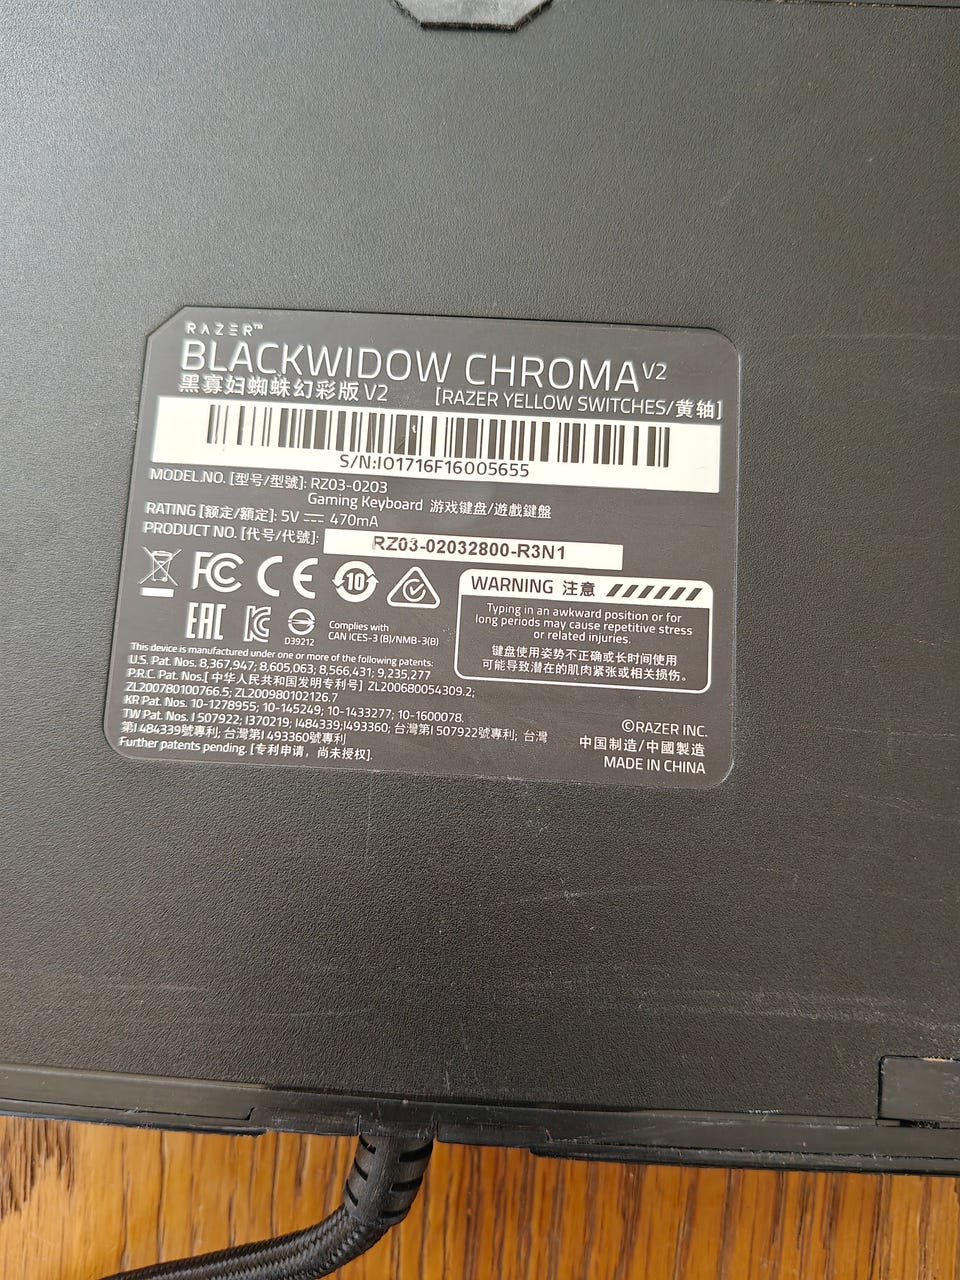 RAZER™
BLACKWIDOW CHROMA V2
黑寡妇蜘蛛幻彩版 V2 [RAZER YELLOW SWITCHES/黄轴]
S/N:IO1716F16005655
MODEL.NO. [型号/型號]: RZ03-0203
Gaming Keyboard 游戏键盘/遊戲鍵盤
RATING [额定/額定]: 5V ⎓ 470mA
PRODUCT NO. [代号/代號]: RZ03-02032800-R3N1
FC CE 10
EAC KC D39212
Complies with
CAN ICES-3 (B)/NMB-3(B)
WARNING 注意
Typing in an awkward position or for
long periods may cause repetitive stress
or related injuries.
键盘使用姿势不正确或长时间使用
可能导致潜在的肌肉紧张或相关损伤。
This device is manufactured under one or more of the following patents:
U.S. Pat. Nos. 8,367,947; 8,605,063; 8,566,431; 9,235,277
P.R.C. Pat. Nos.[ 中华人民共和国发明专利号] ZL200680054309.2;
ZL200780100766.5; ZL200980102126.7
KR Pat. Nos. 10-1278955; 10-145249; 10-1433277; 10-1600078.
TW Pat. Nos. I 507922; I370219; I484339;I493360; 台灣第I 507922號專利; 台灣
第I 484339號專利; 台灣第I 493360號專利
Further patents pending. [专利申请，尚未授权].
©RAZER INC.
中国制造/中國製造
MADE IN CHINA